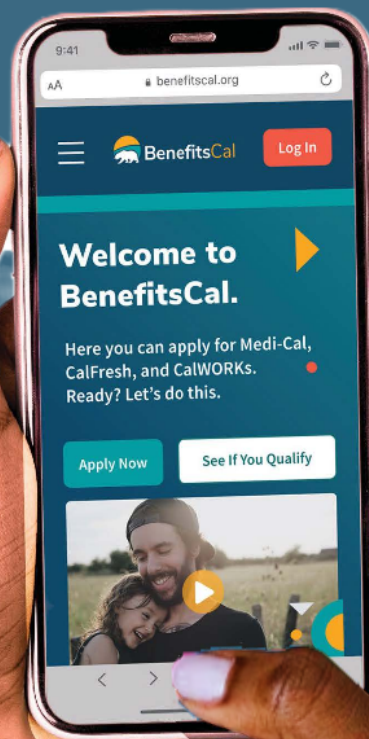 9:41
AA
benefitscal.org
BenefitsCal
Log In
Welcome to
BenefitsCal.
Here you can apply for Medi-Cal,
CalFresh, and CalWORKs.
Ready? Let's do this.
Apply Now
See If You Qualify